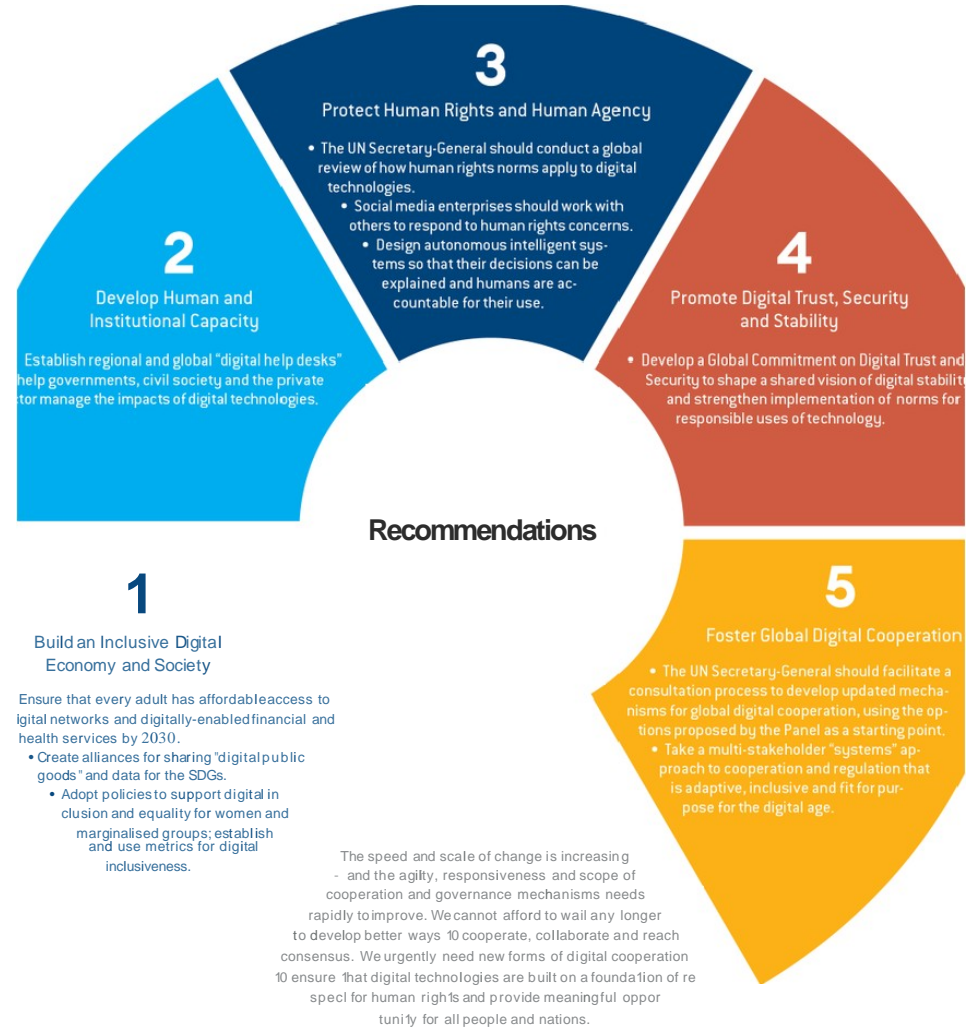 3
Protect Human Rights and Human Agency
• The UN Secretary-General should conduct a global
review of how human rights norms apply to digital
technologies.
• Social media enterprises should work with
others to respond to human rights concerns.
• Design autonomous intelligent sys-
tems so that their decisions can be
explained and humans are ac-
countable for their use.
2
Develop Human and
Institutional Capacity
Establish regional and global “digital help desks”
help governments, civil society and the private
tor manage the impacts of digital technologies.
4
Promote Digital Trust, Security
and Stability
• Develop a Global Commitment on Digital Trust and
Security to shape a shared vision of digital stability
and strengthen implementation of norms for
responsible uses of technology.
Recommendations
1
Build an Inclusive Digital
Economy and Society
Ensure that every adult has affordable access to
igital networks and digitally-enabled financial and
health services by 2030.
• Create alliances for sharing "digital public
goods" and data for the SDGs.
• Adopt policies to support digital in
clusion and equality for women and
marginalised groups; establish
and use metrics for digital
inclusiveness.
5
Foster Global Digital Cooperation
• The UN Secretary-General should facilitate a
consultation process to develop updated mecha-
nisms for global digital cooperation, using the op-
tions proposed by the Panel as a starting point.
• Take a multi-stakeholder “systems” ap-
proach to cooperation and regulation that
is adaptive, inclusive and fit for pur-
pose for the digital age.
The speed and scale of change is increasing
- and the agilty, responsiveness and scope of
cooperation and governance mechanisms needs
rapidly to improve. We cannot afford to wail any longer
to develop better ways 10 cooperate, collaborate and reach
consensus. We urgently need new forms of digital cooperation
10 ensure 1hat digital technologies are built on a founda1ion of re
specl for human righ1s and provide meaningful oppor
tuni1y for all people and nations.